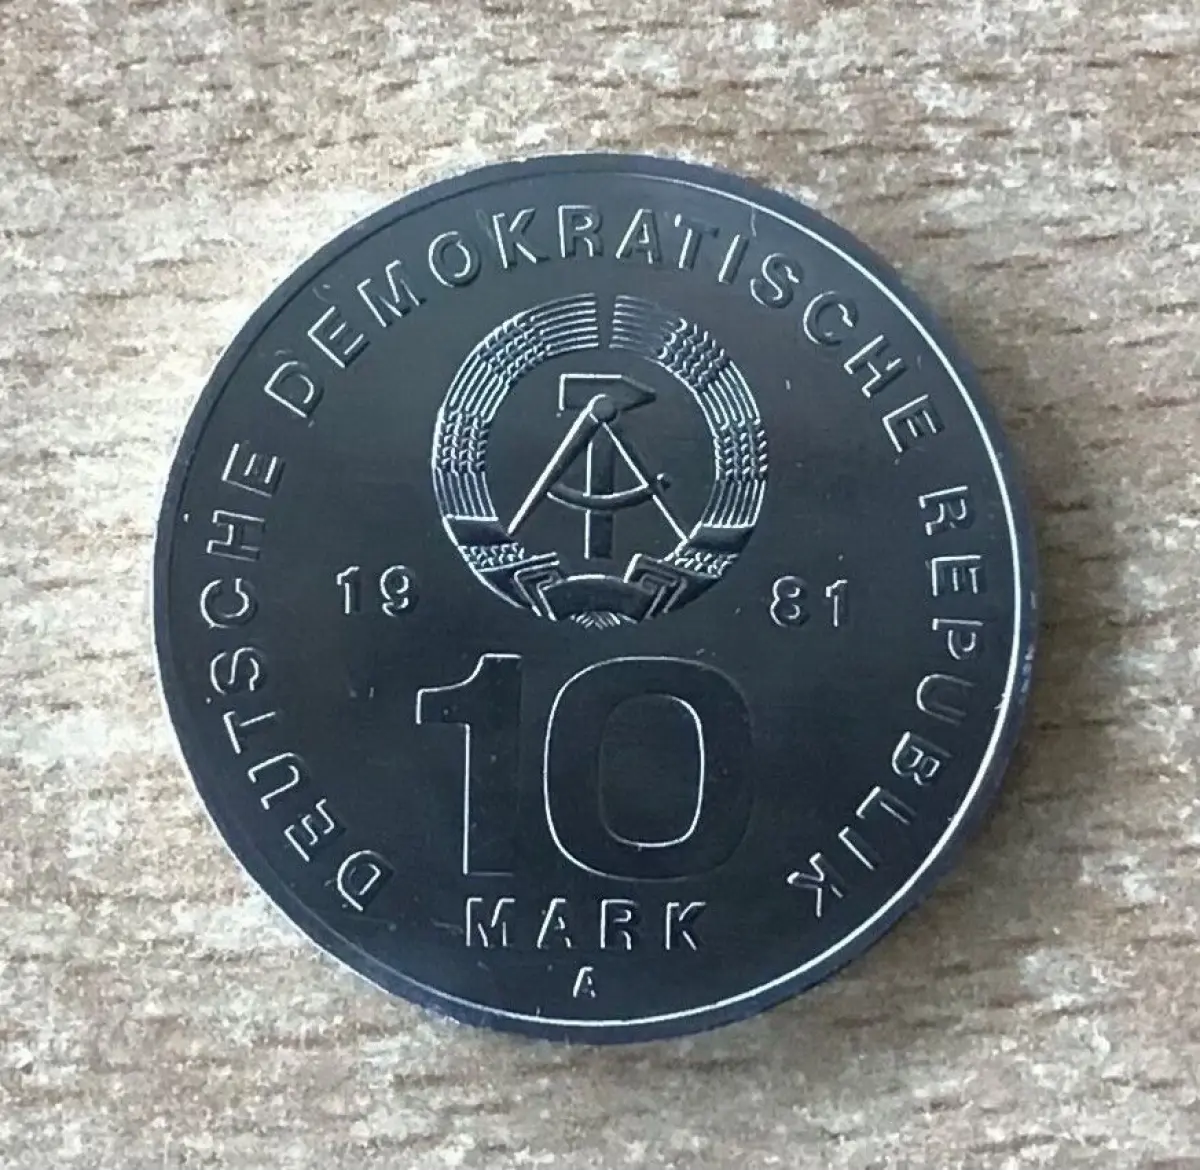 DEUTSCHE DEMOKRATISCHE REPUBLIK
19 81
10
MARK
A